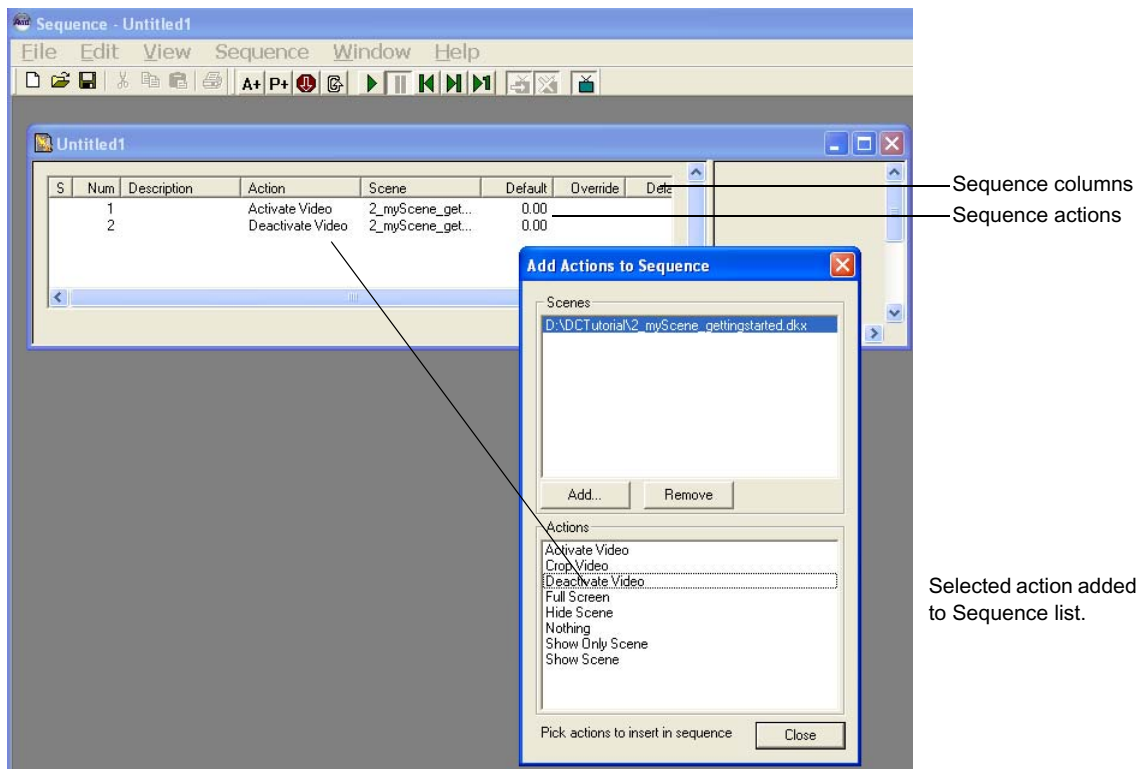 Sequence - Untitled1
File Edit View Sequence Window Help
A+ P+
Untitled1
S Num Description Action Scene Default Override Defa
1 Activate Video 2_myScene_get... 0.00
2 Deactivate Video 2_myScene_get... 0.00
Sequence columns
Sequence actions
Add Actions to Sequence
Scenes
D:\DCTutorial\2_myScene_gettingstarted.dkx
Add... Remove
Actions
Activate Video
Crop Video
Deactivate Video
Full Screen
Hide Scene
Nothing
Show Only Scene
Show Scene
Selected action added
to Sequence list.
Pick actions to insert in sequence Close